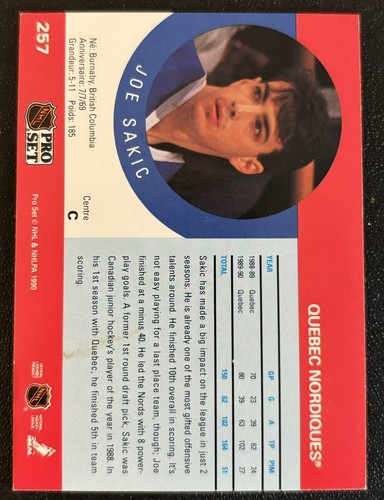 QUEBEC NORDIQUES®
JOE SAKIC
Né: Burnaby, British Columbia
Anniversaire: 7/7/69
Grandeur: 5-11 Poids: 185
Centre
C
YEAR GP G A TP PIM
1988-89 Quebec 70 23 39 62 24
1989-90 Quebec 80 39 63 102 27
TOTAL 150 62 102 164 51
Sakic has made a big impact on the league in just 2
seasons. He is already one of the most gifted offensive
talents around. He finished 10th overall in scoring. It's
not easy playing for a last place team, though; Joe
finished at a minus 40. He led the Nords with 8 power-
play goals. A former 1st round draft pick, Sakic was
Canadian junior hockey's player of the year in 1988. In
his 1st season with Quebec, he finished 5th in team
scoring.
257
NHL
PRO
SET
Pro Set © NHL & NHLPA 1990
NHL